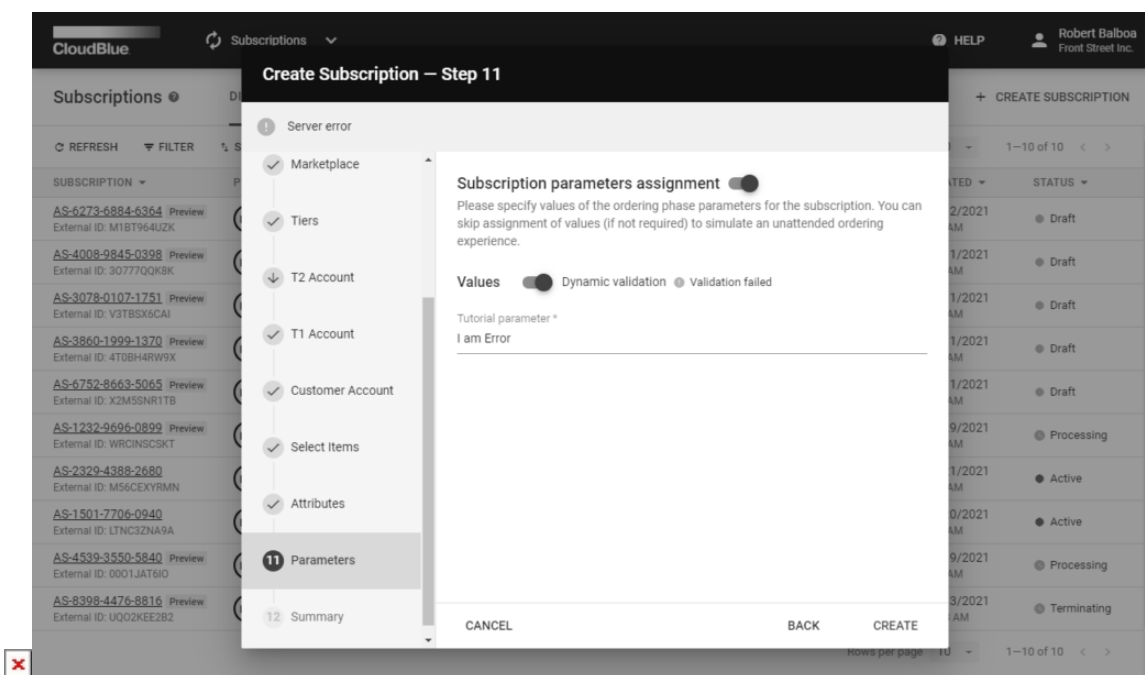 CloudBlue
Subscriptions
HELP
Robert Balboa
Front Street Inc.
Create Subscription — Step 11
Subscriptions
CREATE SUBSCRIPTION
Server error
REFRESH
FILTER
1–10 of 10
Marketplace
Tiers
T2 Account
T1 Account
Customer Account
Select Items
Attributes
11 Parameters
12 Summary
Subscription parameters assignment
Please specify values of the ordering phase parameters for the subscription. You can
skip assignment of values (if not required) to simulate an unattended ordering
experience.
Values Dynamic validation Validation failed
Tutorial parameter *
I am Error
CANCEL BACK CREATE
SUBSCRIPTION
STATUS
AS-6273-6884-6364 Preview
External ID: M1BT964UZK
Draft
AS-4008-9845-0398 Preview
External ID: 3O777QQK8K
Draft
AS-3078-0107-1751 Preview
External ID: V3TBSX6CAI
Draft
AS-3860-1999-1370 Preview
External ID: 4T0BH4RW9X
Draft
AS-6752-8663-5065 Preview
External ID: X2M5SNR1TB
Draft
AS-1232-9696-0899 Preview
External ID: WRCINSCSKT
Processing
AS-2329-4388-2680
External ID: M56CEXYRMN
Active
AS-1501-7706-0940
External ID: LTNC3ZNA9A
Active
AS-4539-3550-5840 Preview
External ID: 00O1JAT6IO
Processing
AS-8398-4476-8816 Preview
External ID: UQO2KEE2B2
Terminating
Rows per page 10
1–10 of 10